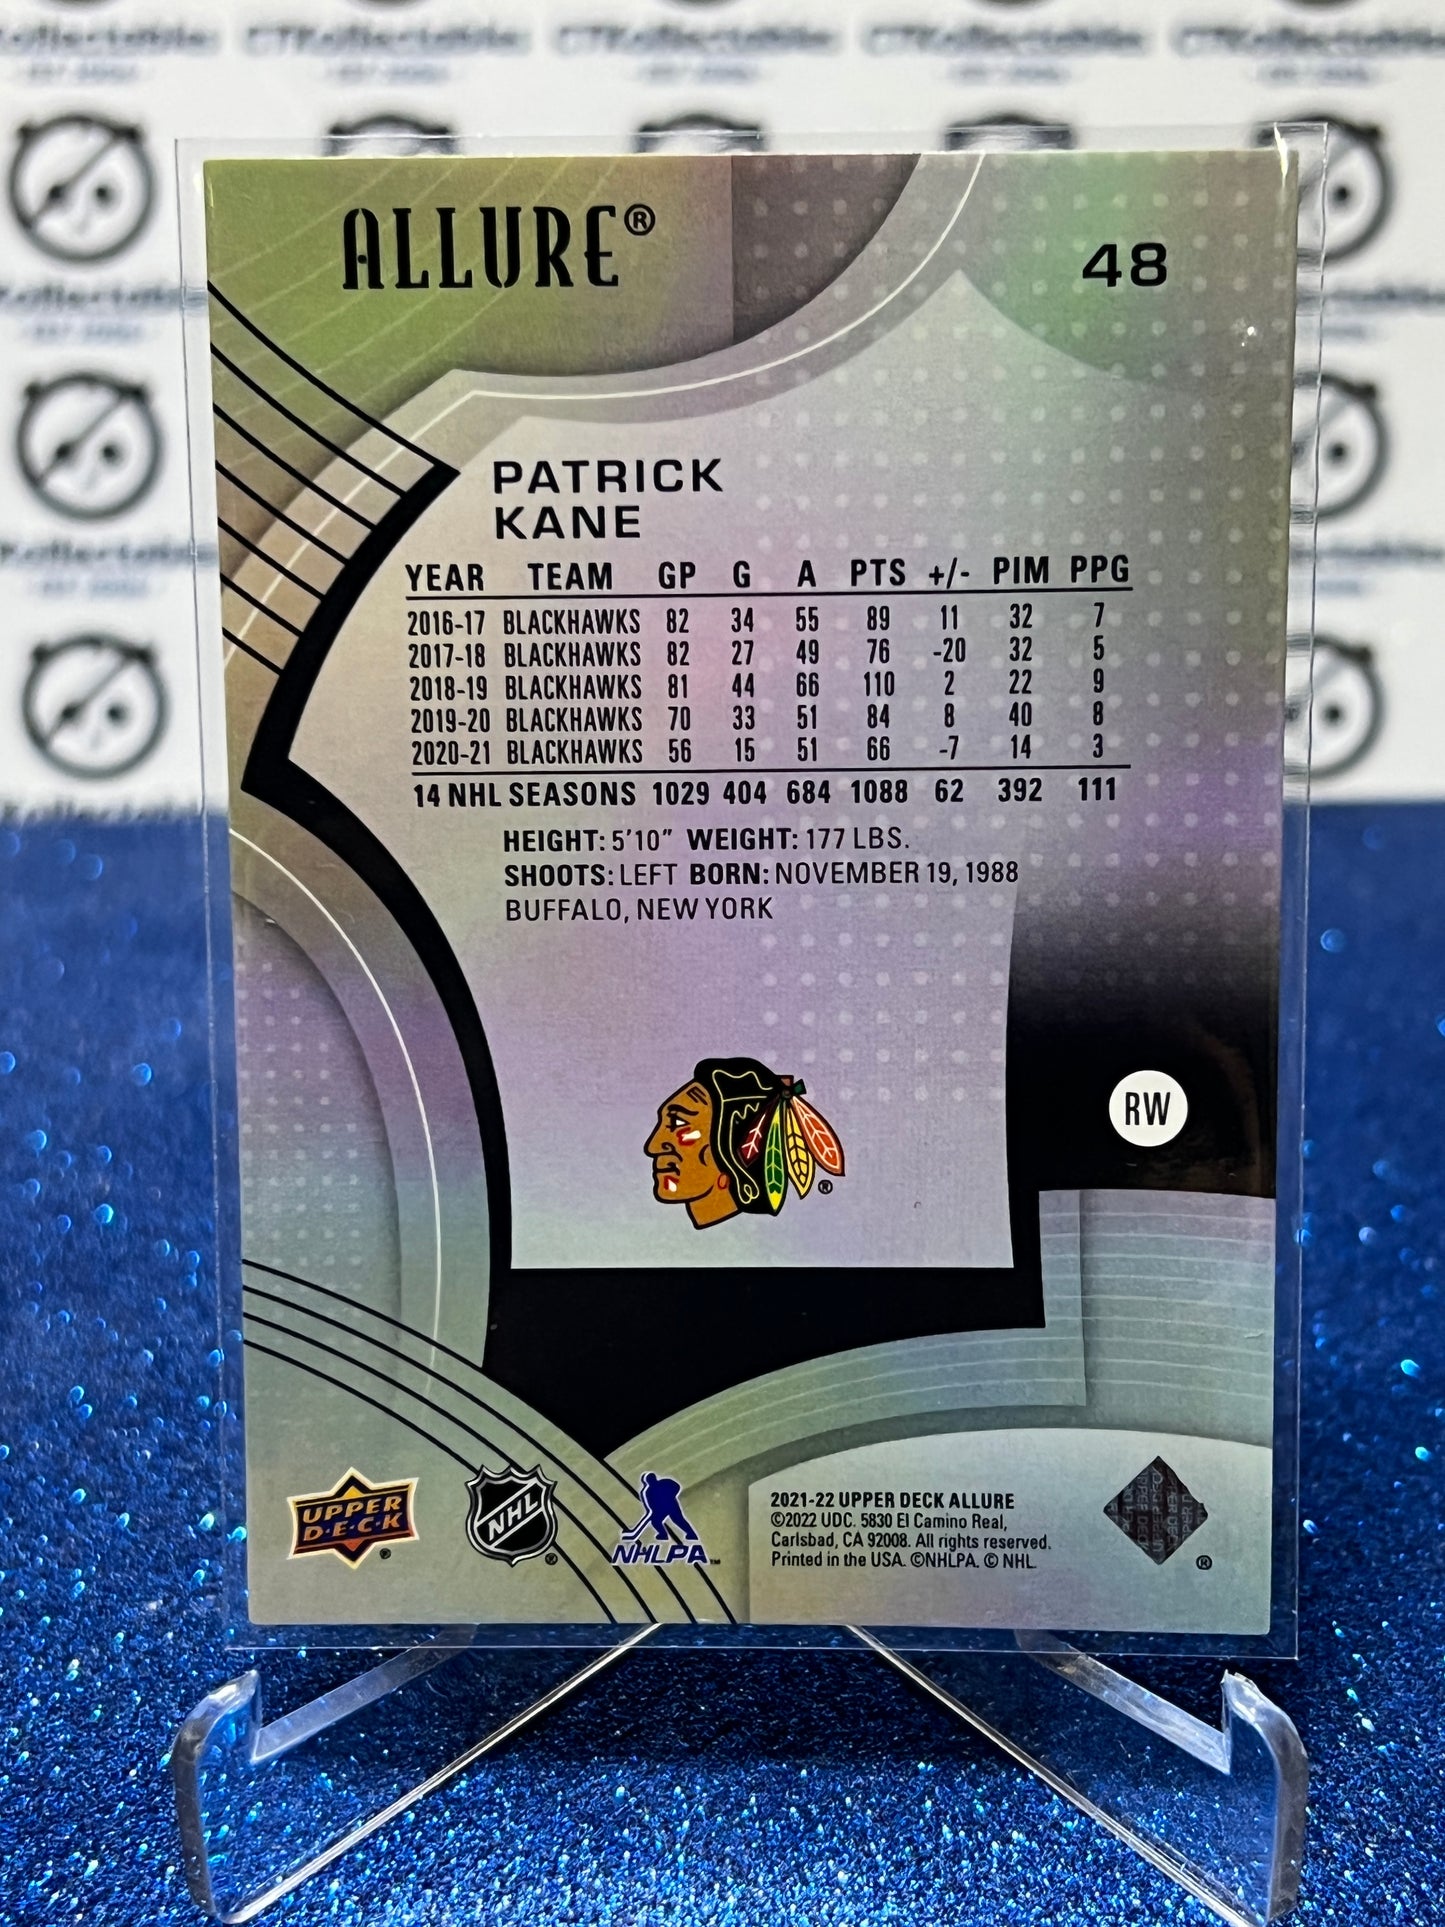 CTKollectables CTKollectables CTKollectables CTKollectables
ALLURE®
48
PATRICK
KANE
YEAR TEAM GP G A PTS +/- PIM PPG
2016-17 BLACKHAWKS 82 34 55 89 11 32 7
2017-18 BLACKHAWKS 82 27 49 76 -20 32 5
2018-19 BLACKHAWKS 81 44 66 110 2 22 9
2019-20 BLACKHAWKS 70 33 51 84 8 40 8
2020-21 BLACKHAWKS 56 15 51 66 -7 14 3
14 NHL SEASONS 1029 404 684 1088 62 392 111
HEIGHT: 5'10" WEIGHT: 177 LBS.
SHOOTS: LEFT BORN: NOVEMBER 19, 1988
BUFFALO, NEW YORK
®
RW
UPPER
D·E·C·K
®
NHL
®
NHLPA™
2021-22 UPPER DECK ALLURE
©2022 UDC. 5830 El Camino Real,
Carlsbad, CA 92008. All rights reserved.
Printed in the USA. ©NHLPA. © NHL.
®